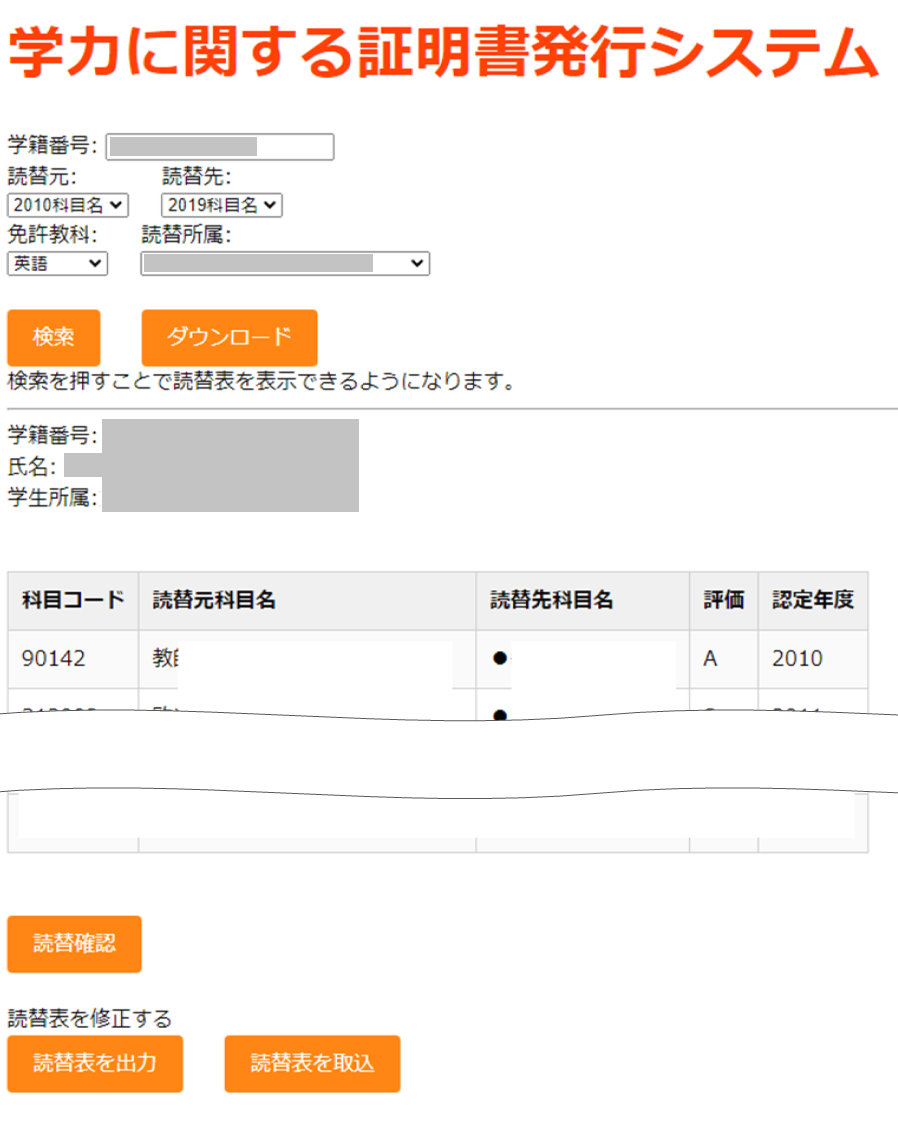 学力に関する証明書発行システム
学籍番号:
読替元: 読替先:
2010科目名 2019科目名
免許教科: 読替所属:
英語
検索 ダウンロード
検索を押すことで読替表を表示できるようになります。
学籍番号:
氏名:
学生所属:
科目コード 読替元科目名 読替先科目名 評価 認定年度
90142 教 ● A 2010
●
読替確認
読替表を修正する
読替表を出力 読替表を取込